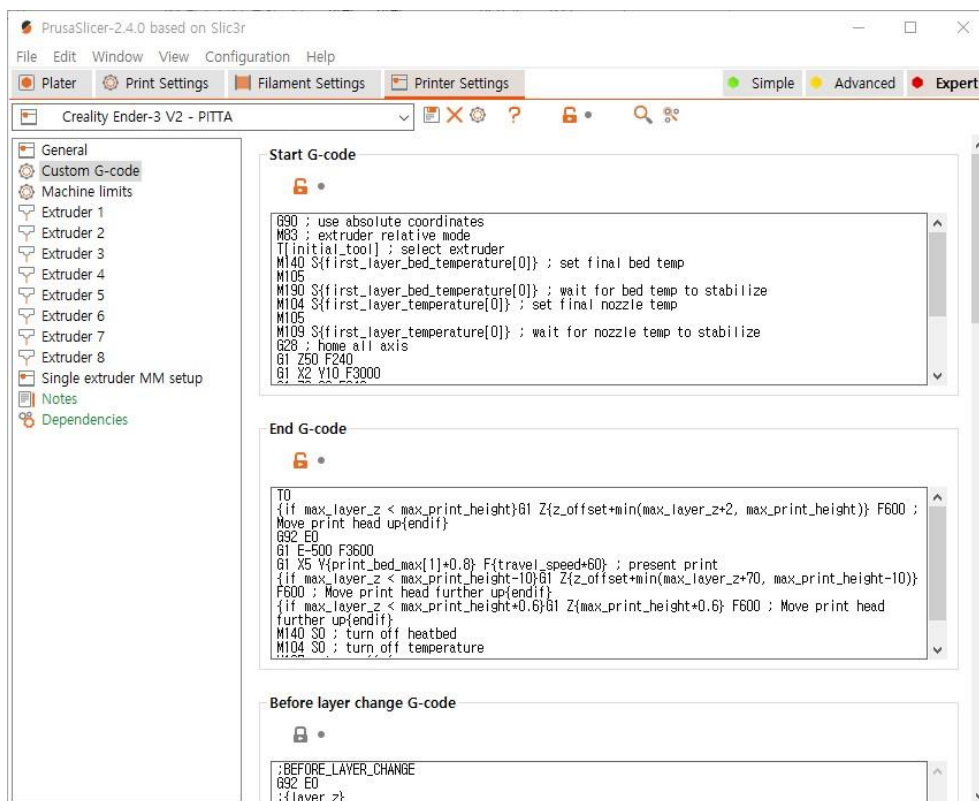 PrusaSlicer-2.4.0 based on Slic3r
File Edit Window View Configuration Help
Plater Print Settings Filament Settings Printer Settings Simple Advanced Expert
Creality Ender-3 V2 - PITTA
General
Custom G-code
Machine limits
Extruder 1
Extruder 2
Extruder 3
Extruder 4
Extruder 5
Extruder 6
Extruder 7
Extruder 8
Single extruder MM setup
Notes
Dependencies
Start G-code
G90 ; use absolute coordinates
M83 ; extruder relative mode
T[initial_tool] ; select extruder
M140 S{first_layer_bed_temperature[0]} ; set final bed temp
M105
M190 S{first_layer_bed_temperature[0]} ; wait for bed temp to stabilize
M104 S{first_layer_temperature[0]} ; set final nozzle temp
M105
M109 S{first_layer_temperature[0]} ; wait for nozzle temp to stabilize
G28 ; home all axis
G1 Z50 F240
G1 X2 Y10 F3000
End G-code
T0
{if max_layer_z < max_print_height}G1 Z{z_offset+min(max_layer_z+2, max_print_height)} F600 ;
Move print head up{endif}
G92 E0
G1 E-500 F3600
G1 X5 Y{print_bed_max[1]*0.8} F{travel_speed*60} ; present print
{if max_layer_z < max_print_height-10}G1 Z{z_offset+min(max_layer_z+70, max_print_height-10)}
F600 ; Move print head further up{endif}
{if max_layer_z < max_print_height*0.6}G1 Z{max_print_height*0.6} F600 ; Move print head
further up{endif}
M140 S0 ; turn off heatbed
M104 S0 ; turn off temperature
Before layer change G-code
;BEFORE_LAYER_CHANGE
G92 E0
;{layer_z}